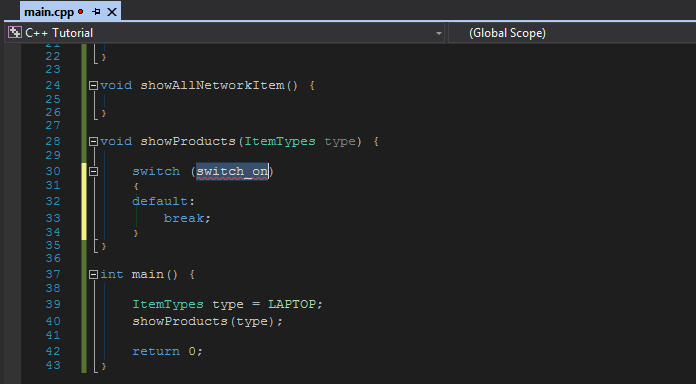 main.cpp
C++ Tutorial (Global Scope)
21
22 }
23
24 void showAllNetworkItem() {
25
26 }
27
28 void showProducts(ItemTypes type) {
29
30 switch (switch_on)
31 {
32 default:
33 break;
34 }
35 }
36
37 int main() {
38
39 ItemTypes type = LAPTOP;
40 showProducts(type);
41
42 return 0;
43 }